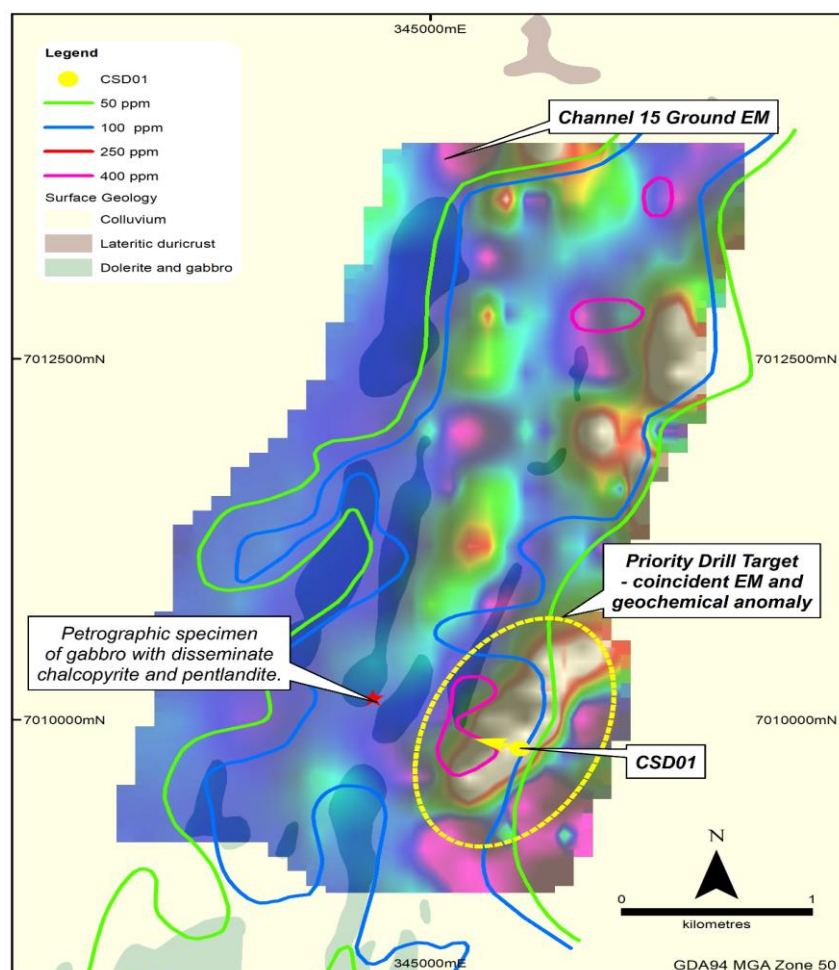 345000mE
Legend
CSD01
50 ppm
100 ppm
250 ppm
400 ppm
Surface Geology
Colluvium
Lateritic duricrust
Dolerite and gabbro
Channel 15 Ground EM
7012500mN
7012500mN
Priority Drill Target
- coincident EM and
geochemical anomaly
Petrographic specimen
of gabbro with disseminate
chalcopyrite and pentlandite.
7010000mN
7010000mN
CSD01
N
0
1
kilometres
345000mE
GDA94 MGA Zone 50